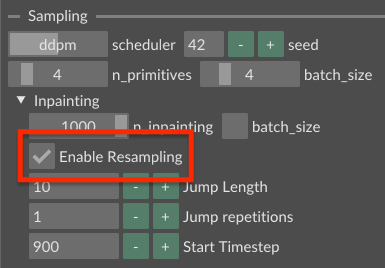 Sampling
ddpm scheduler 42 - + seed
4 n_primitives 4 batch_size
Inpainting
1000 n_inpainting batch_size
Enable Resampling
10 - + Jump Length
1 - + Jump repetitions
900 - + Start Timestep